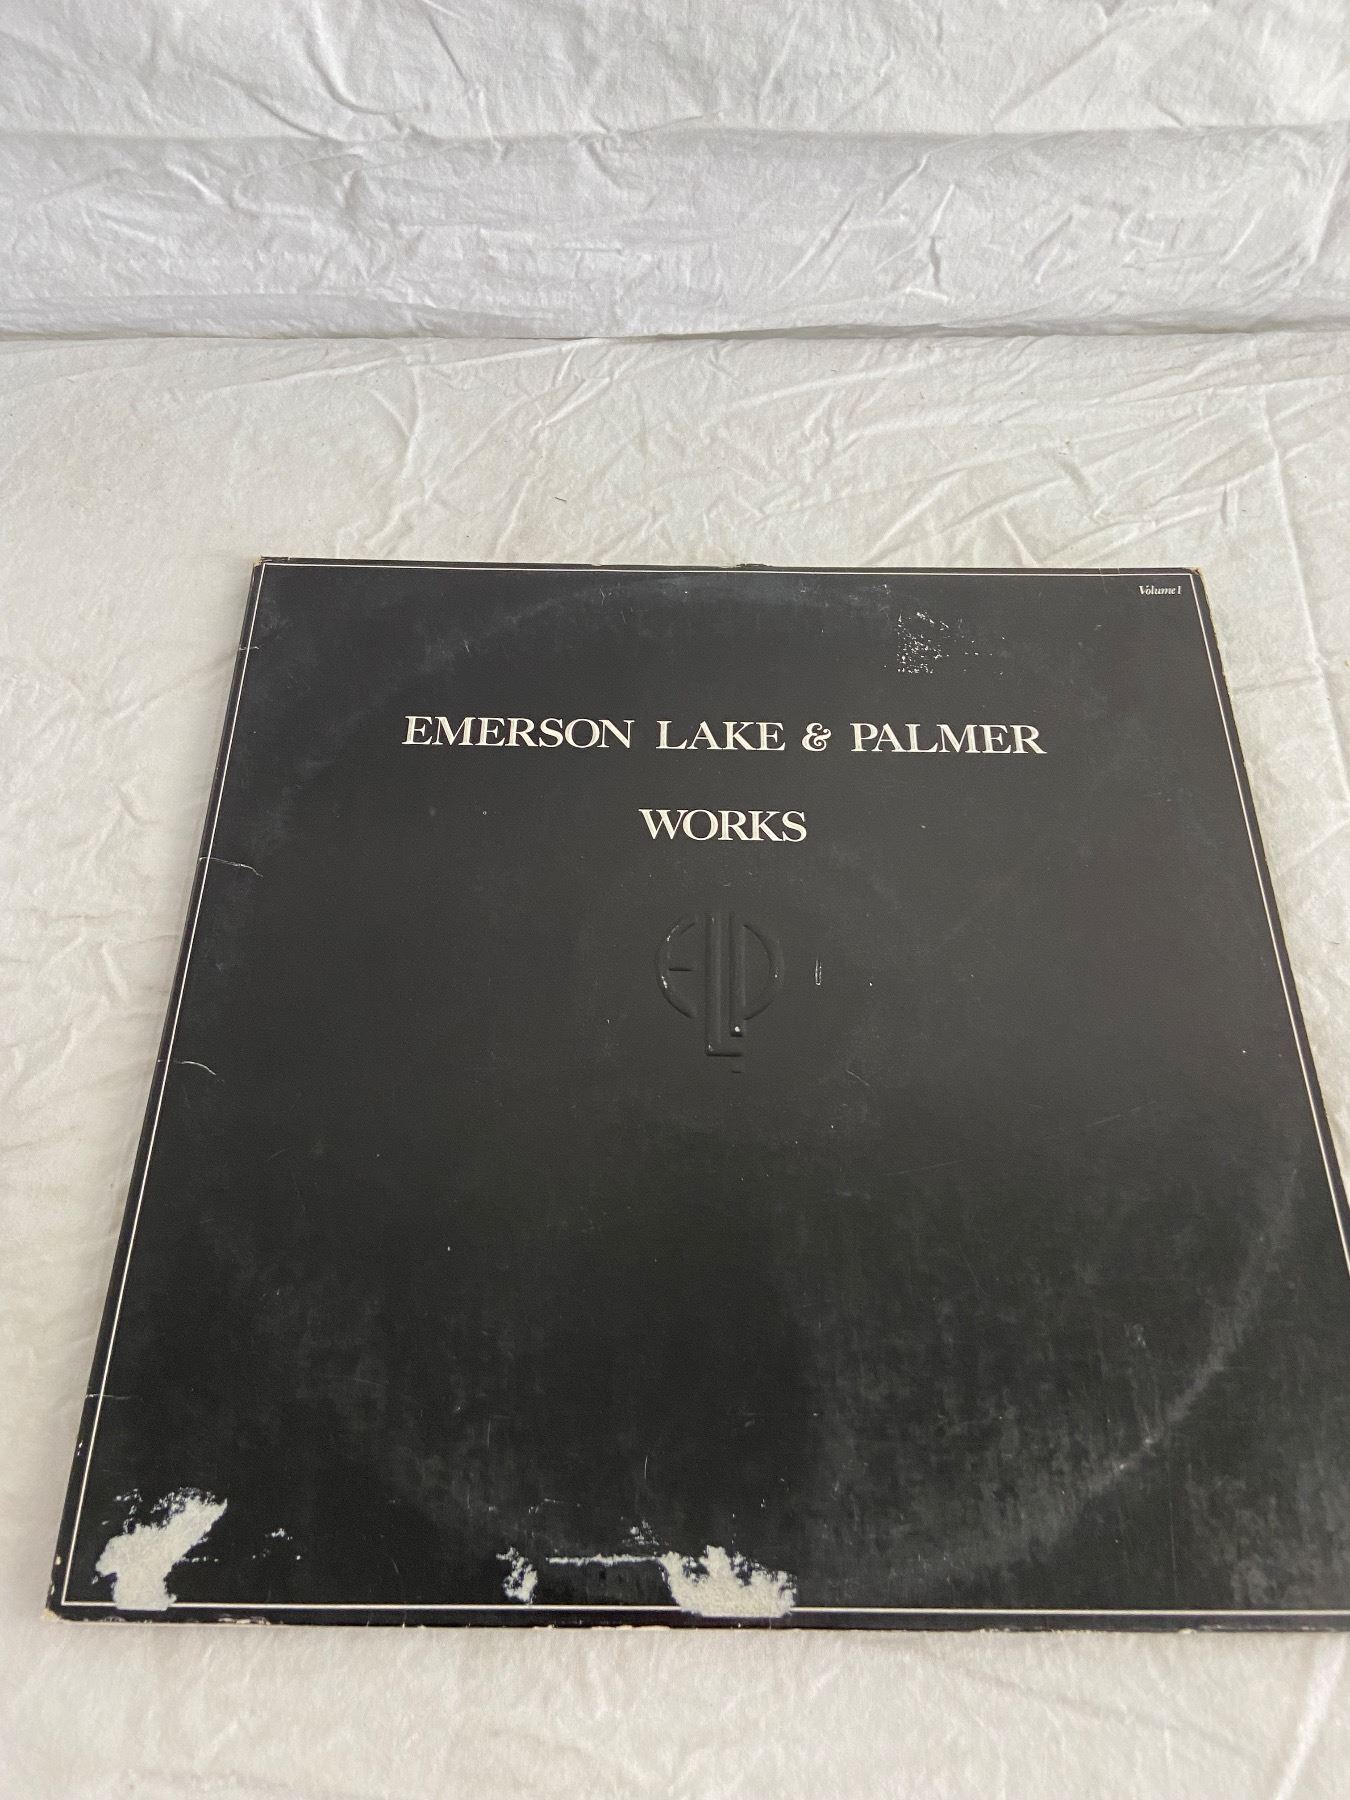 Volume 1
EMERSON LAKE & PALMER
WORKS
ELP